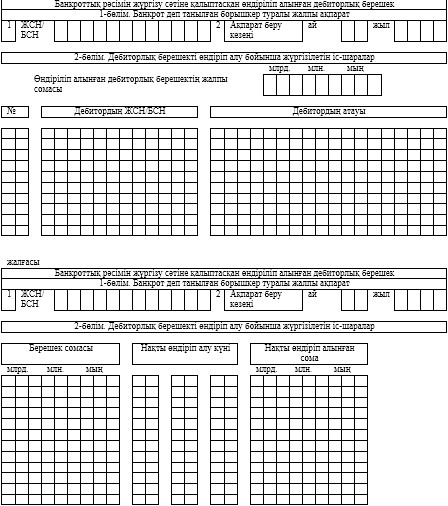 Банкроттық рәсімін жүргізу сәтіне қалыптасқан өндіріліп алынған дебиторлық берешек
1-бөлім. Банкрот деп танылған борышкер туралы жалпы ақпарат
1 ЖСН/ 2 Ақпарат беру ай жыл
БСН кезеңі
2-бөлім. Дебиторлық берешекті өндіріп алу бойынша жүргізілетін іс-шаралар
млрд. млн. мың
Өндіріліп алынған дебиторлық берешектің жалпы
сомасы
№ Дебитордың ЖСН/БСН Дебитордың атауы
жалғасы
Банкроттық рәсімін жүргізу сәтіне қалыптасқан өндіріліп алынған дебиторлық берешек
1-бөлім. Банкрот деп танылған борышкер туралы жалпы ақпарат
1 ЖСН/ 2 Ақпарат беру ай жыл
БСН кезеңі
2-бөлім. Дебиторлық берешекті өндіріп алу бойынша жүргізілетін іс-шаралар
Берешек сомасы Нақты өндіріп алу күні Нақты өндіріп алынған
сома
млрд. млн. мың млрд. млн. мың